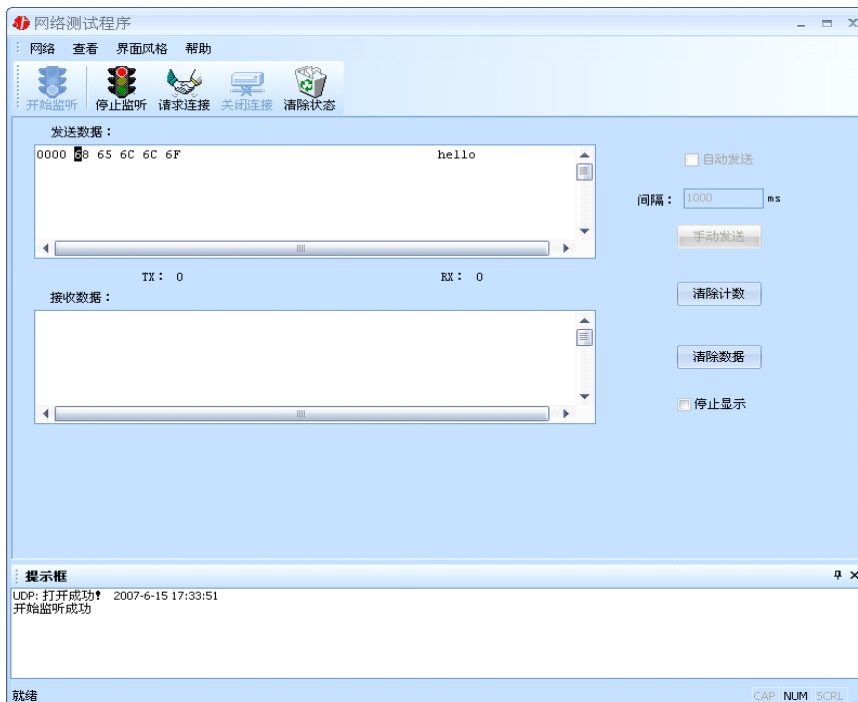 网络测试程序
网络 查看 界面风格 帮助
开始监听 停止监听 请求连接 关闭连接 清除状态
发送数据：
0000 68 65 6C 6C 6F hello
自动发送
间隔： 1000 ms
手动发送
TX： 0 RX： 0
清除计数
接收数据：
清除数据
停止显示
提示框
UDP: 打开成功！ 2007-6-15 17:33:51
开始监听成功
就绪 CAP NUM SCRL